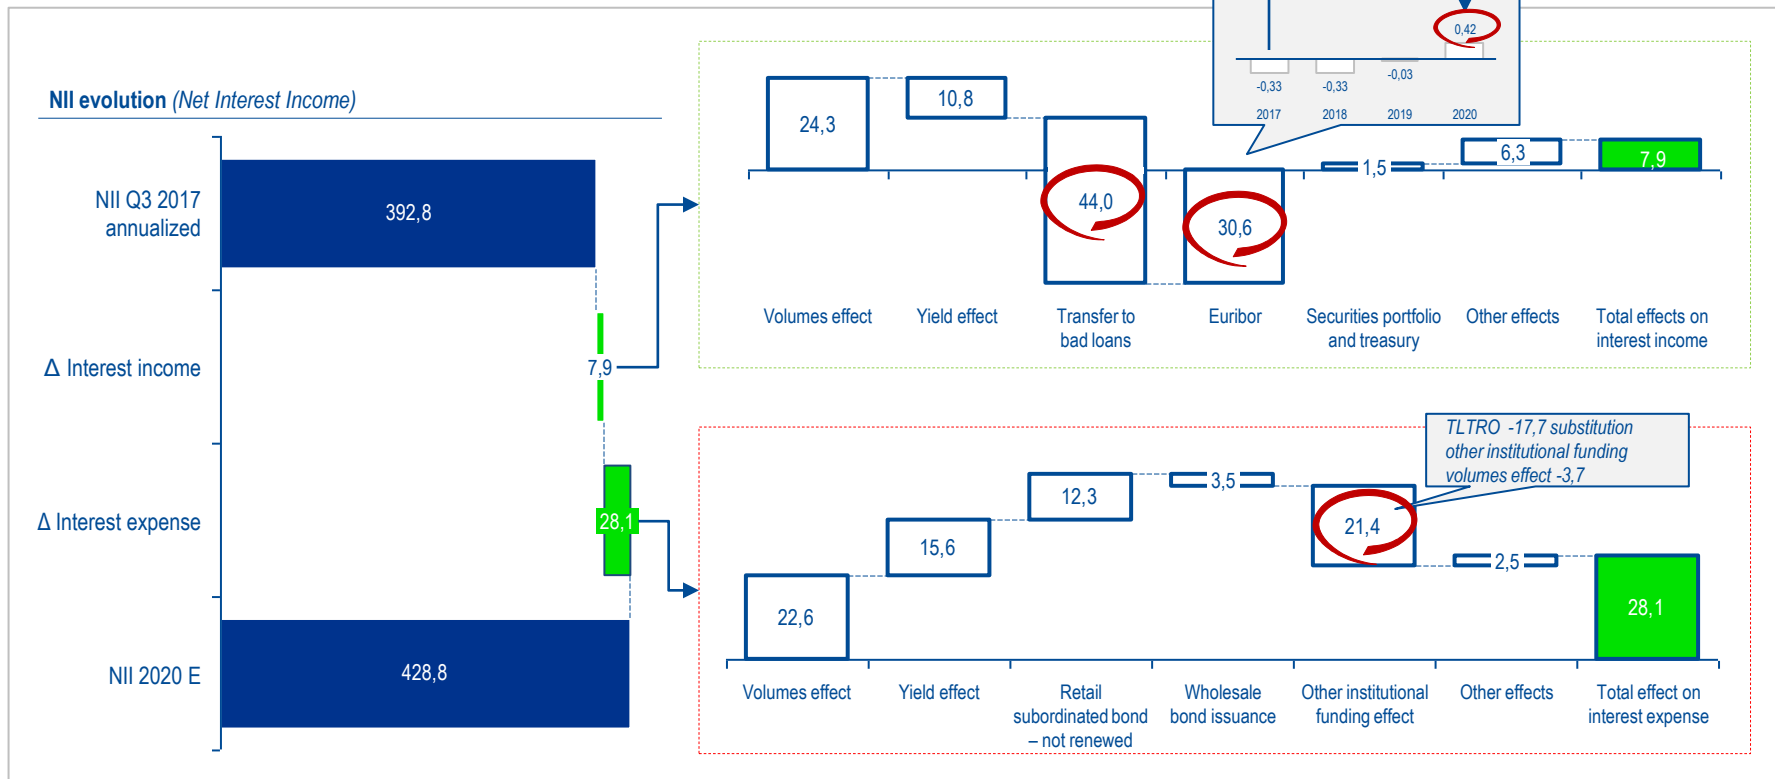 NII evolution (Net Interest Income)
NII Q3 2017
annualized
392,8
Δ Interest income
7,9
Δ Interest expense
28,1
NII 2020 E
428,8
0,42
-0,33
-0,33
-0,03
2017
2018
2019
2020
24,3
10,8
44,0
30,6
1,5
6,3
7,9
Volumes effect
Yield effect
Transfer to
bad loans
Euribor
Securities portfolio
and treasury
Other effects
Total effects on
interest income
TLTRO -17,7 substitution
other institutional funding
volumes effect -3,7
22,6
15,6
12,3
3,5
21,4
2,5
28,1
Volumes effect
Yield effect
Retail
subordinated bond
– not renewed
Wholesale
bond issuance
Other institutional
funding effect
Other effects
Total effect on
interest expense